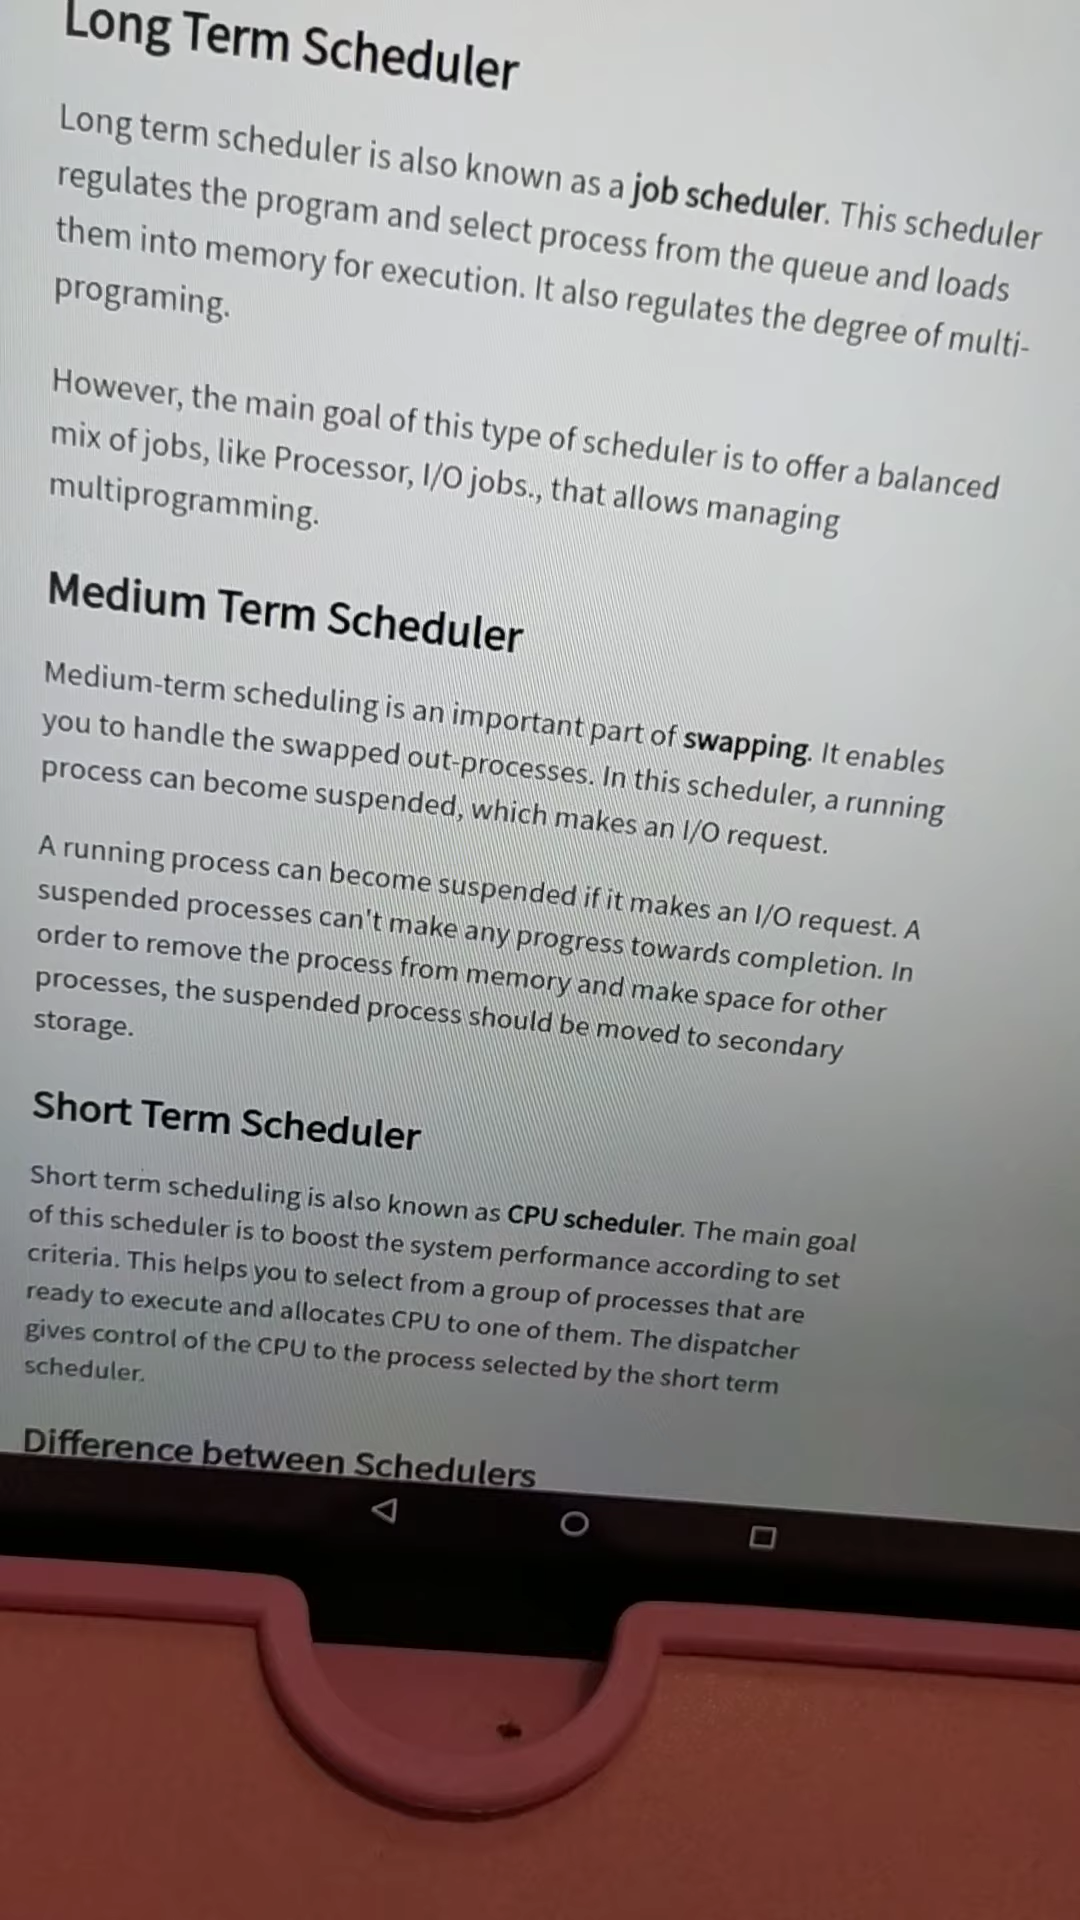 Long Term Scheduler
Long term scheduler is also known as a job scheduler. This scheduler
regulates the program and select process from the queue and loads
them into memory for execution. It also regulates the degree of multi-
programing.
However, the main goal of this type of scheduler is to offer a balanced
mix of jobs, like Processor, I/O jobs., that allows managing
multiprogramming.
Medium Term Scheduler
Medium-term scheduling is an important part of swapping. It enables
you to handle the swapped out-processes. In this scheduler, a running
process can become suspended, which makes an I/O request.
A running process can become suspended if it makes an I/O request. A
suspended processes can't make any progress towards completion. In
order to remove the process from memory and make space for other
processes, the suspended process should be moved to secondary
storage.
Short Term Scheduler
Short term scheduling is also known as CPU scheduler. The main goal
of this scheduler is to boost the system performance according to set
criteria. This helps you to select from a group of processes that are
ready to execute and allocates CPU to one of them. The dispatcher
gives control of the CPU to the process selected by the short term
scheduler.
Difference between Schedulers